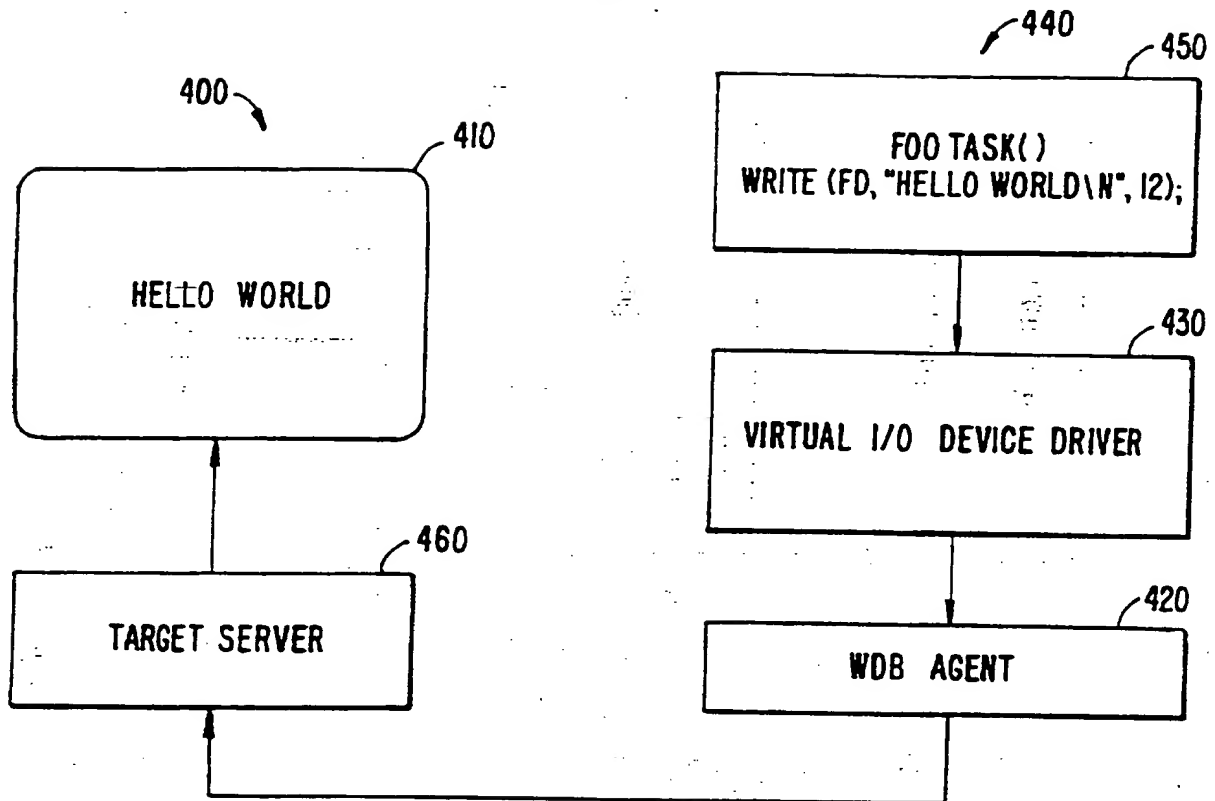 400
410
HELLO WORLD
460
TARGET SERVER
440
450
FOO TASK()
WRITE (FD, "HELLO WORLD\N", 12);
430
VIRTUAL I/O DEVICE DRIVER
420
WDB AGENT